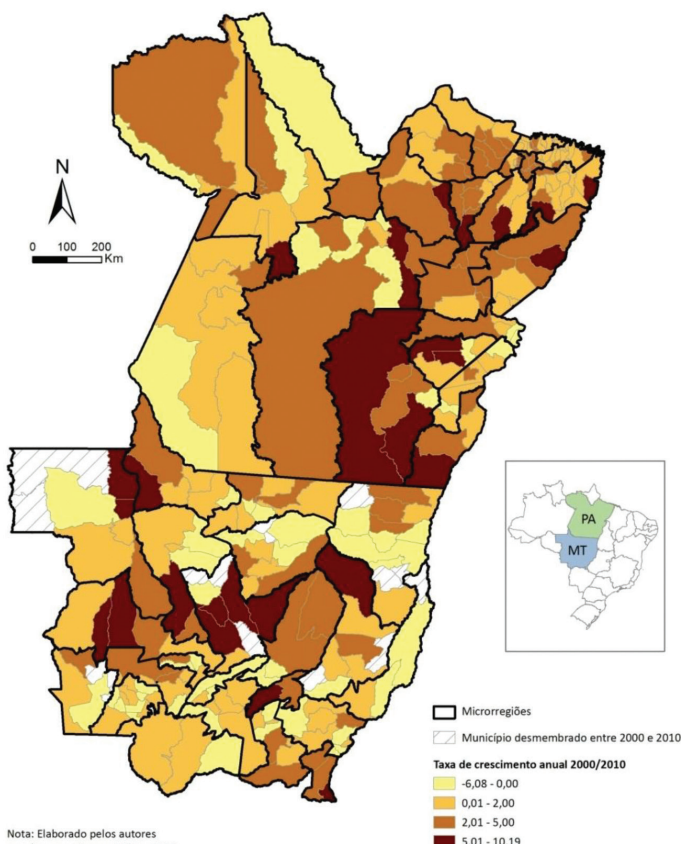 N
0 100 200
Km
PA
MT
Microrregiões
Município desmembrado entre 2000 e 2010
Taxa de crescimento anual 2000/2010
-6,08 - 0,00
0,01 - 2,00
2,01 - 5,00
5,01 - 10,19
Nota: Elaborado pelos autores